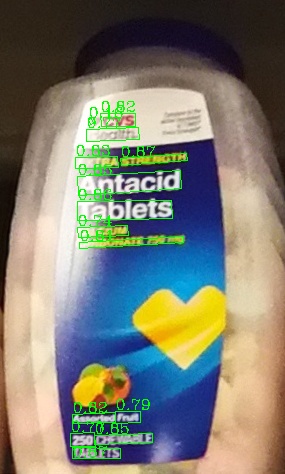 CVS
Health
EXTRA STRENGTH
Antacid
Tablets
CALCIUM
CARBONATE 750 mg
Assorted Fruit
250 CHEWABLE
TABLETS